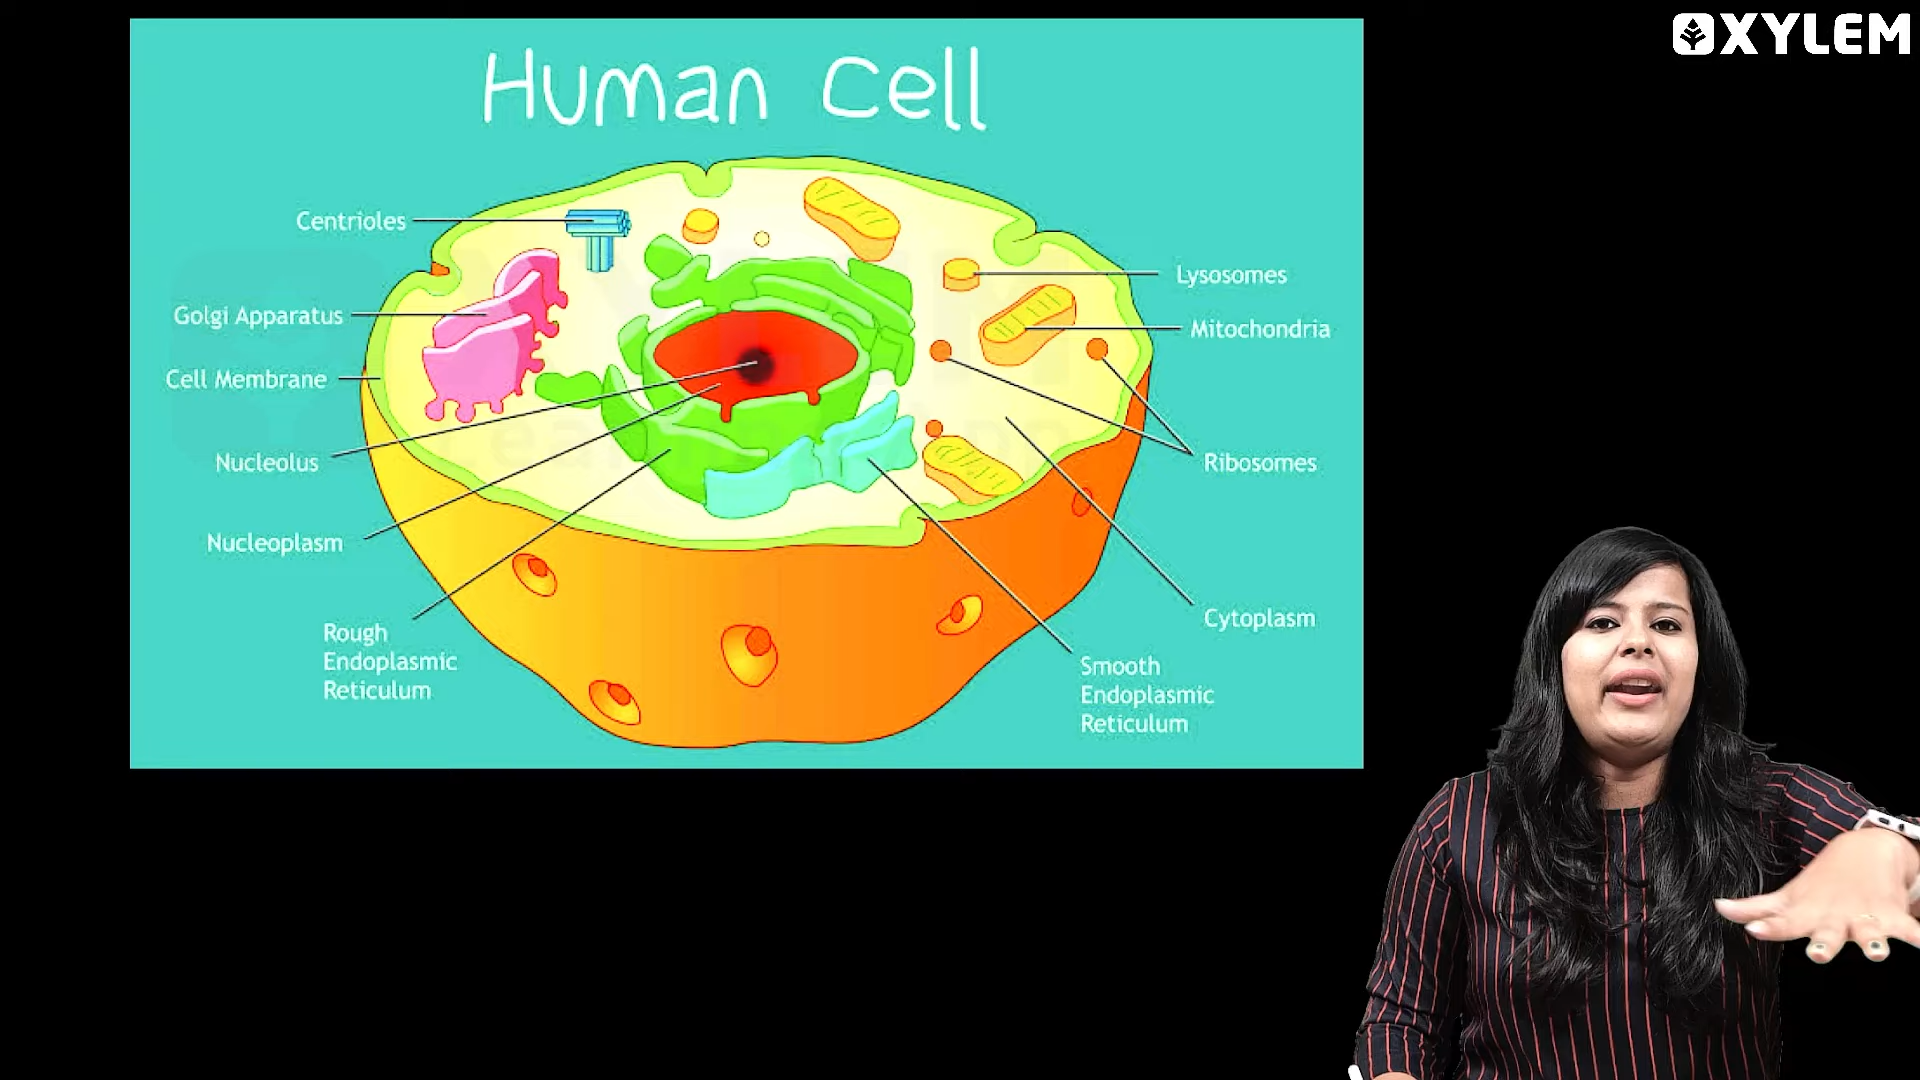 XYLEM
Human Cell
Centrioles
Golgi Apparatus
Cell Membrane
Nucleolus
Nucleoplasm
Rough
Endoplasmic
Reticulum
Lysosomes
Mitochondria
Ribosomes
Cytoplasm
Smooth
Endoplasmic
Reticulum